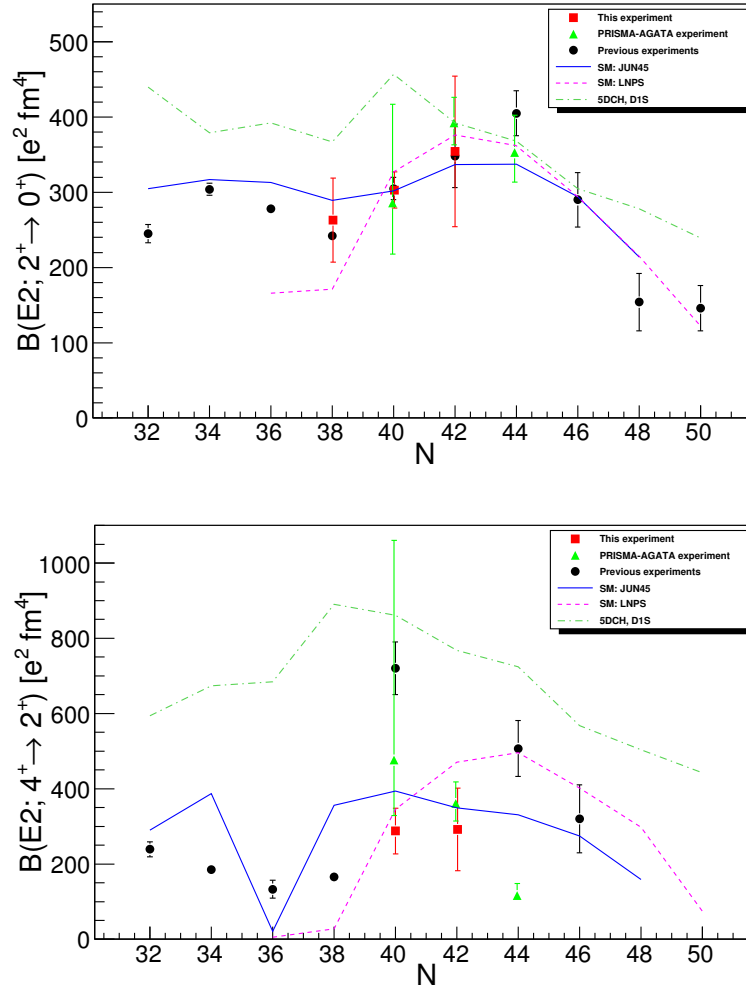 B(E2; 2⁺→ 0⁺) [e² fm⁴]
500
400
300
200
100
0
This experiment
PRISMA-AGATA experiment
Previous experiments
SM: JUN45
SM: LNPS
5DCH, D1S
32 34 36 38 40 42 44 46 48 50
N
B(E2; 4⁺→ 2⁺) [e² fm⁴]
1000
800
600
400
200
0
This experiment
PRISMA-AGATA experiment
Previous experiments
SM: JUN45
SM: LNPS
5DCH, D1S
32 34 36 38 40 42 44 46 48 50
N